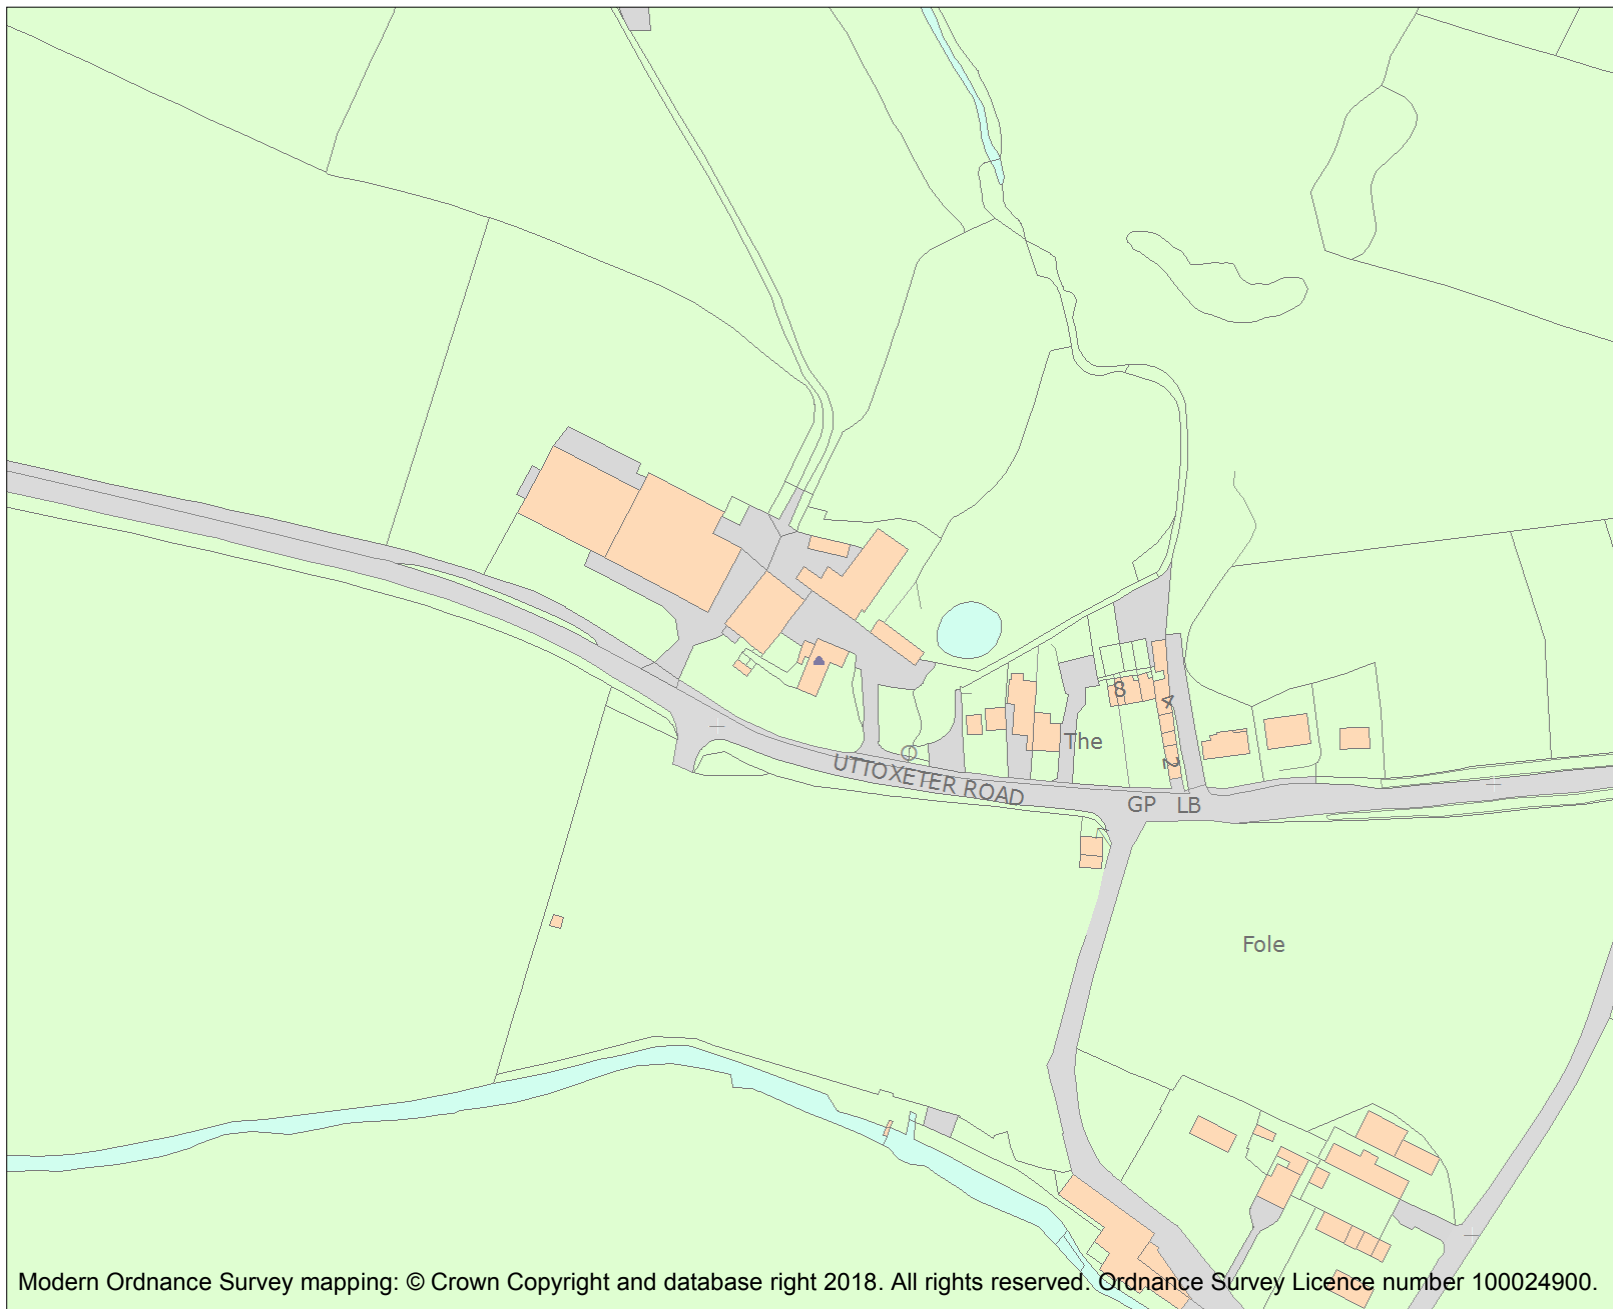 8
4
The
2
UTTOXETER ROAD
GP LB
Fole
Modern Ordnance Survey mapping: © Crown Copyright and database right 2018. All rights reserved. Ordnance Survey Licence number 100024900.